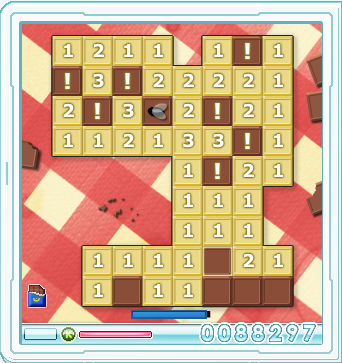 1 2 1 1 1 ! 1
! 3 ! 2 2 2 2 1
2 ! 3 2 ! 2 1
1 1 2 1 3 3 ! 1
1 ! 2 1
1 1 1
1 1 1
1 1 1 1 2 1
1 1 1
0088297